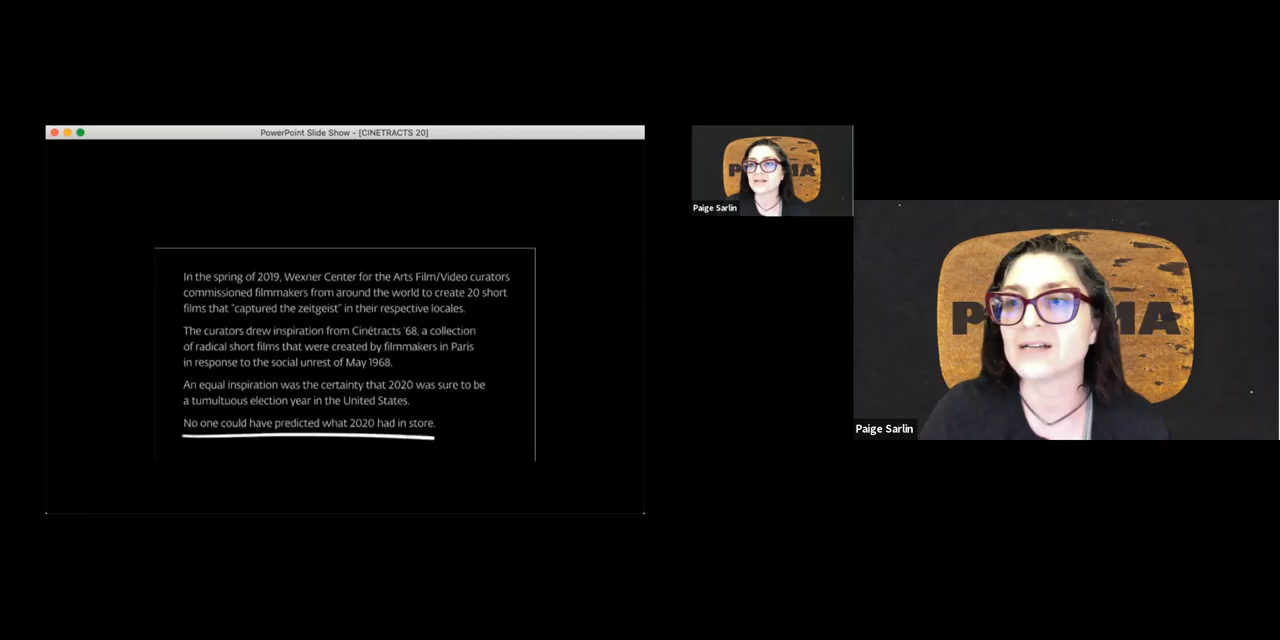 PowerPoint Slide Show - [CINETRACTS 20]
In the spring of 2019, Wexner Center for the Arts Film/Video curators
commissioned filmmakers from around the world to create 20 short
films that "captured the zeitgeist" in their respective locales.
The curators drew inspiration from Cinétracts '68, a collection
of radical short films that were created by filmmakers in Paris
in response to the social unrest of May 1968.
An equal inspiration was the certainty that 2020 was sure to be
a tumultuous election year in the United States.
No one could have predicted what 2020 had in store.
Paige Sarlin
Paige Sarlin